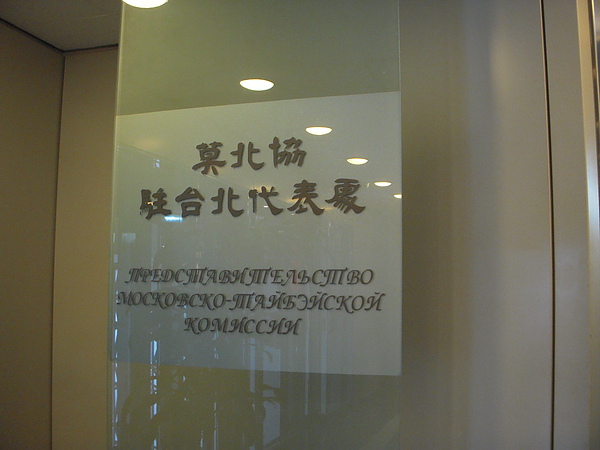 莫北協
駐台北代表處
ПРЕДСТАВИТЕЛЬСТВО
МОСКОВСКО-ТАЙБЭЙСКОЙ
КОМИССИИ